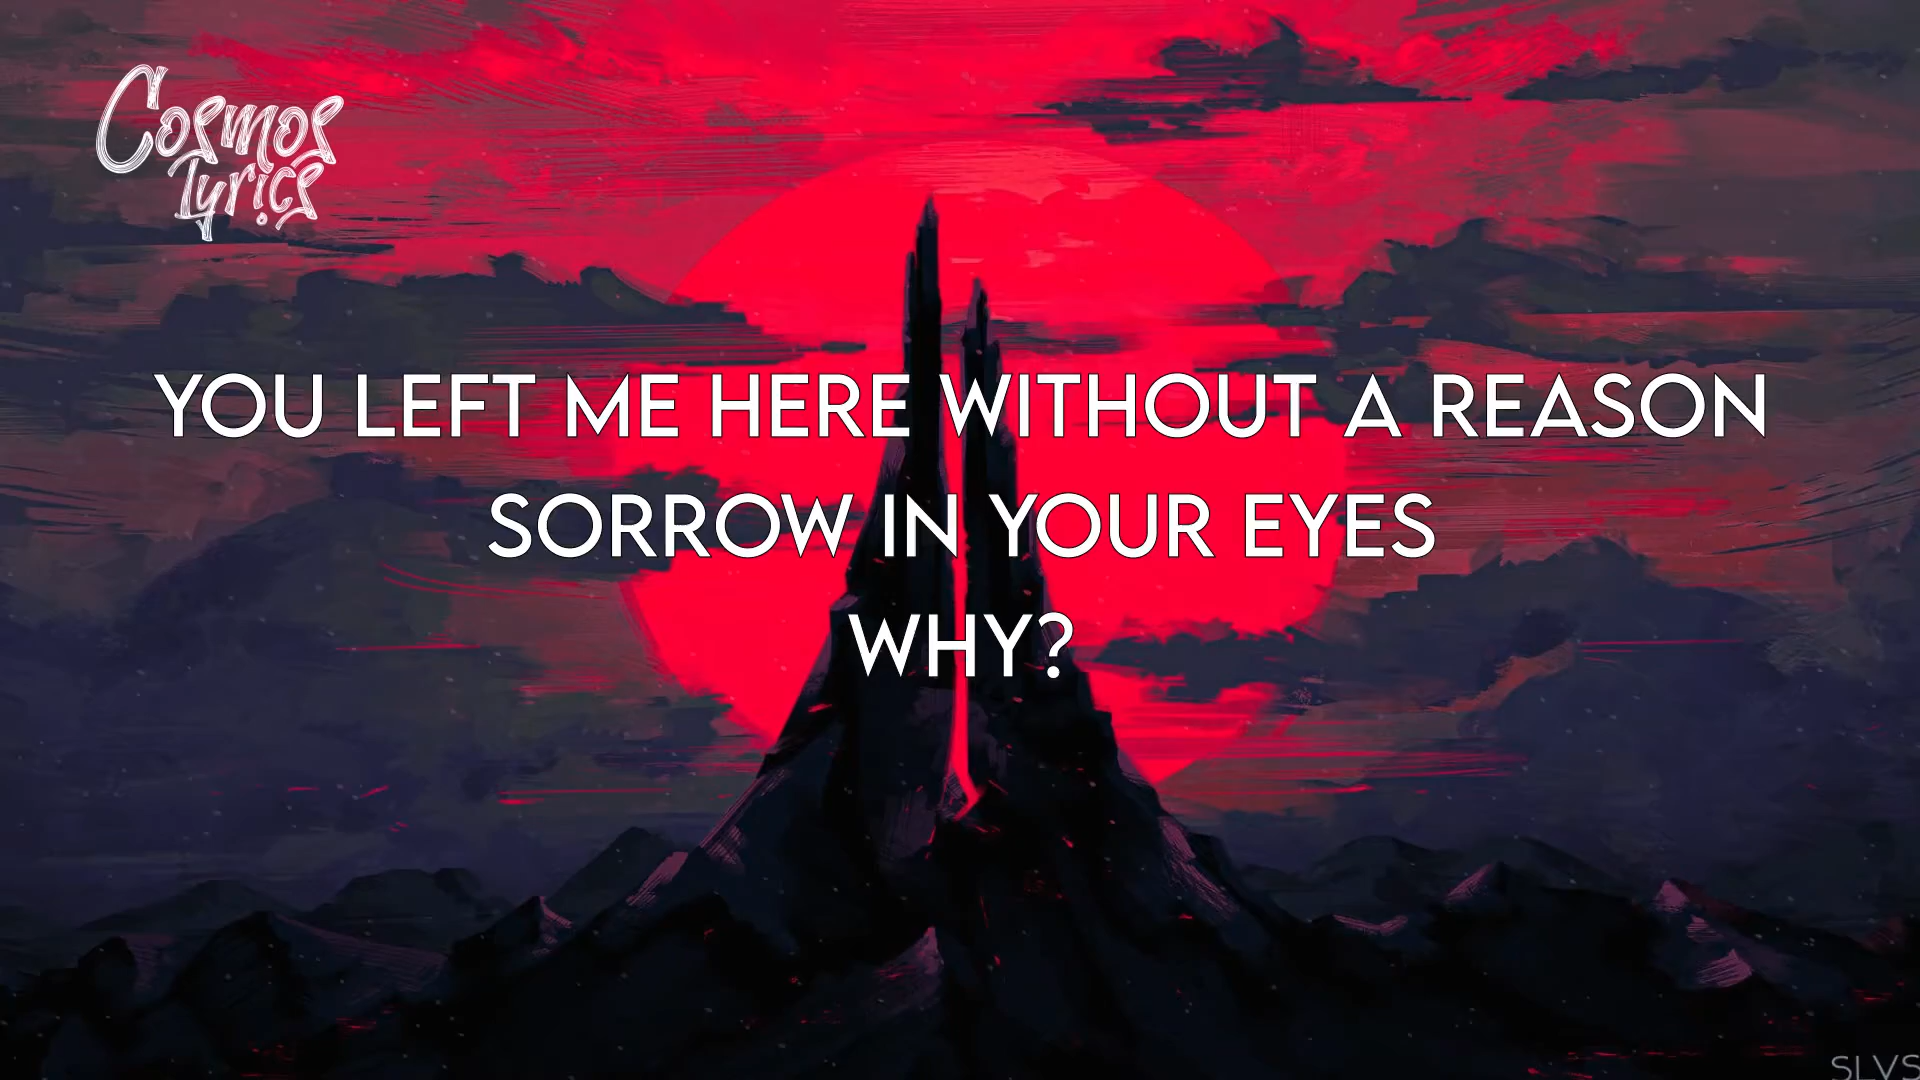 Cosmos
Lyrics
YOU LEFT ME HERE WITHOUT A REASON
SORROW IN YOUR EYES
WHY?
SLVS